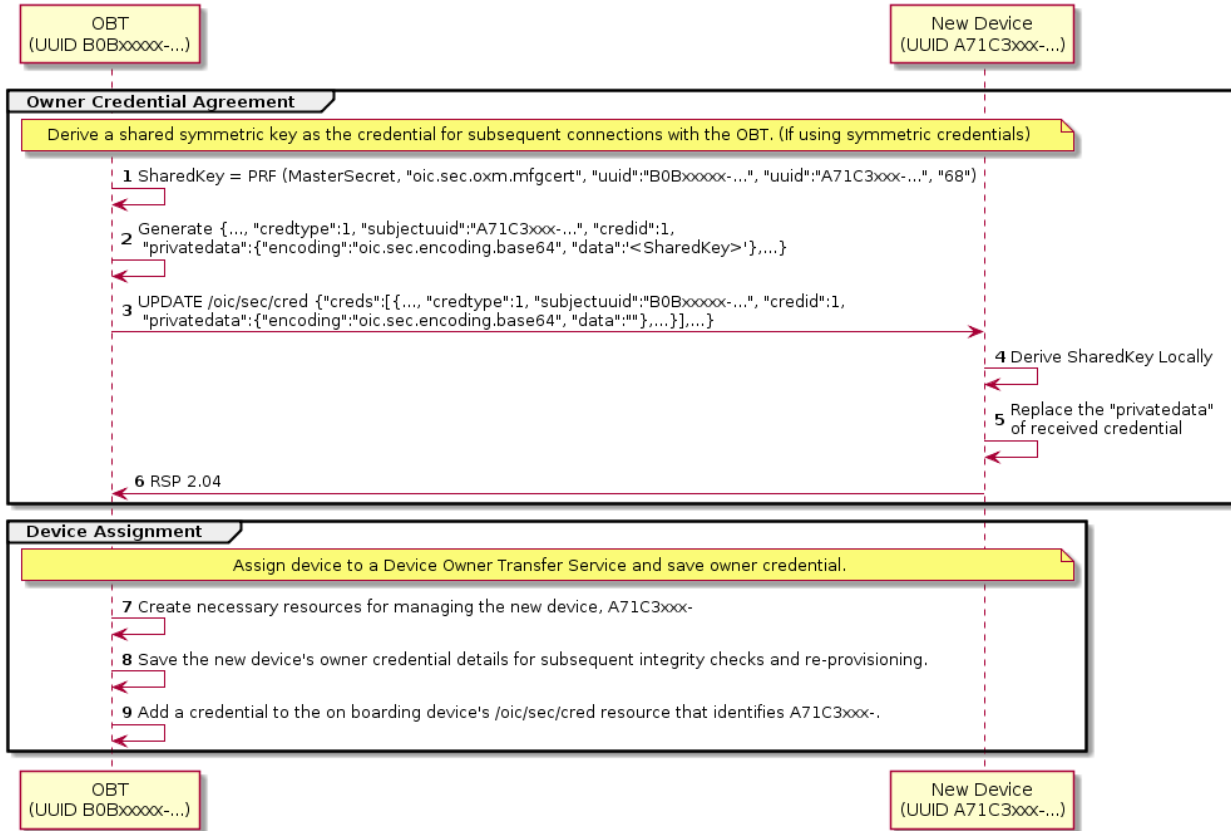 OBT
(UUID B0Bxxxxx-...)
New Device
(UUID A71C3xxx-...)
Owner Credential Agreement
Derive a shared symmetric key as the credential for subsequent connections with the OBT. (If using symmetric credentials)
1 SharedKey = PRF (MasterSecret, "oic.sec.oxm.mfgcert", "uuid":"B0Bxxxxx-...", "uuid":"A71C3xxx-...", "68")
2 Generate {..., "credtype":1, "subjectuuid":"A71C3xxx-...", "credid":1,
"privatedata":{"encoding":"oic.sec.encoding.base64", "data":'<SharedKey>'},...}
3 UPDATE /oic/sec/cred {"creds":[{..., "credtype":1, "subjectuuid":"B0Bxxxxx-...", "credid":1,
"privatedata":{"encoding":"oic.sec.encoding.base64", "data":""},...}],...}
4 Derive SharedKey Locally
5 Replace the "privatedata"
of received credential
6 RSP 2.04
Device Assignment
Assign device to a Device Owner Transfer Service and save owner credential.
7 Create necessary resources for managing the new device, A71C3xxx-
8 Save the new device's owner credential details for subsequent integrity checks and re-provisioning.
9 Add a credential to the on boarding device's /oic/sec/cred resource that identifies A71C3xxx-.
OBT
(UUID B0Bxxxxx-...)
New Device
(UUID A71C3xxx-...)